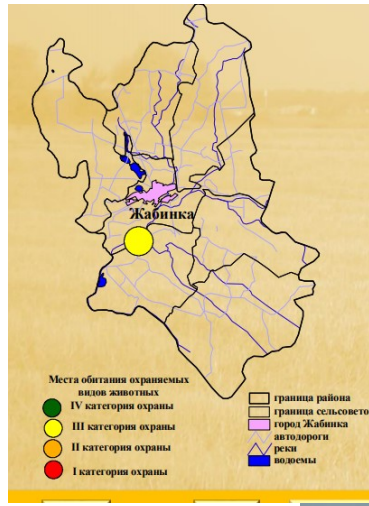 Жабинка
Места обитания охраняемых
видов животных
IV категория охраны
III категория охраны
II категория охраны
I категория охраны
граница района
граница сельсовето
город Жабинка
автодороги
реки
водоемы